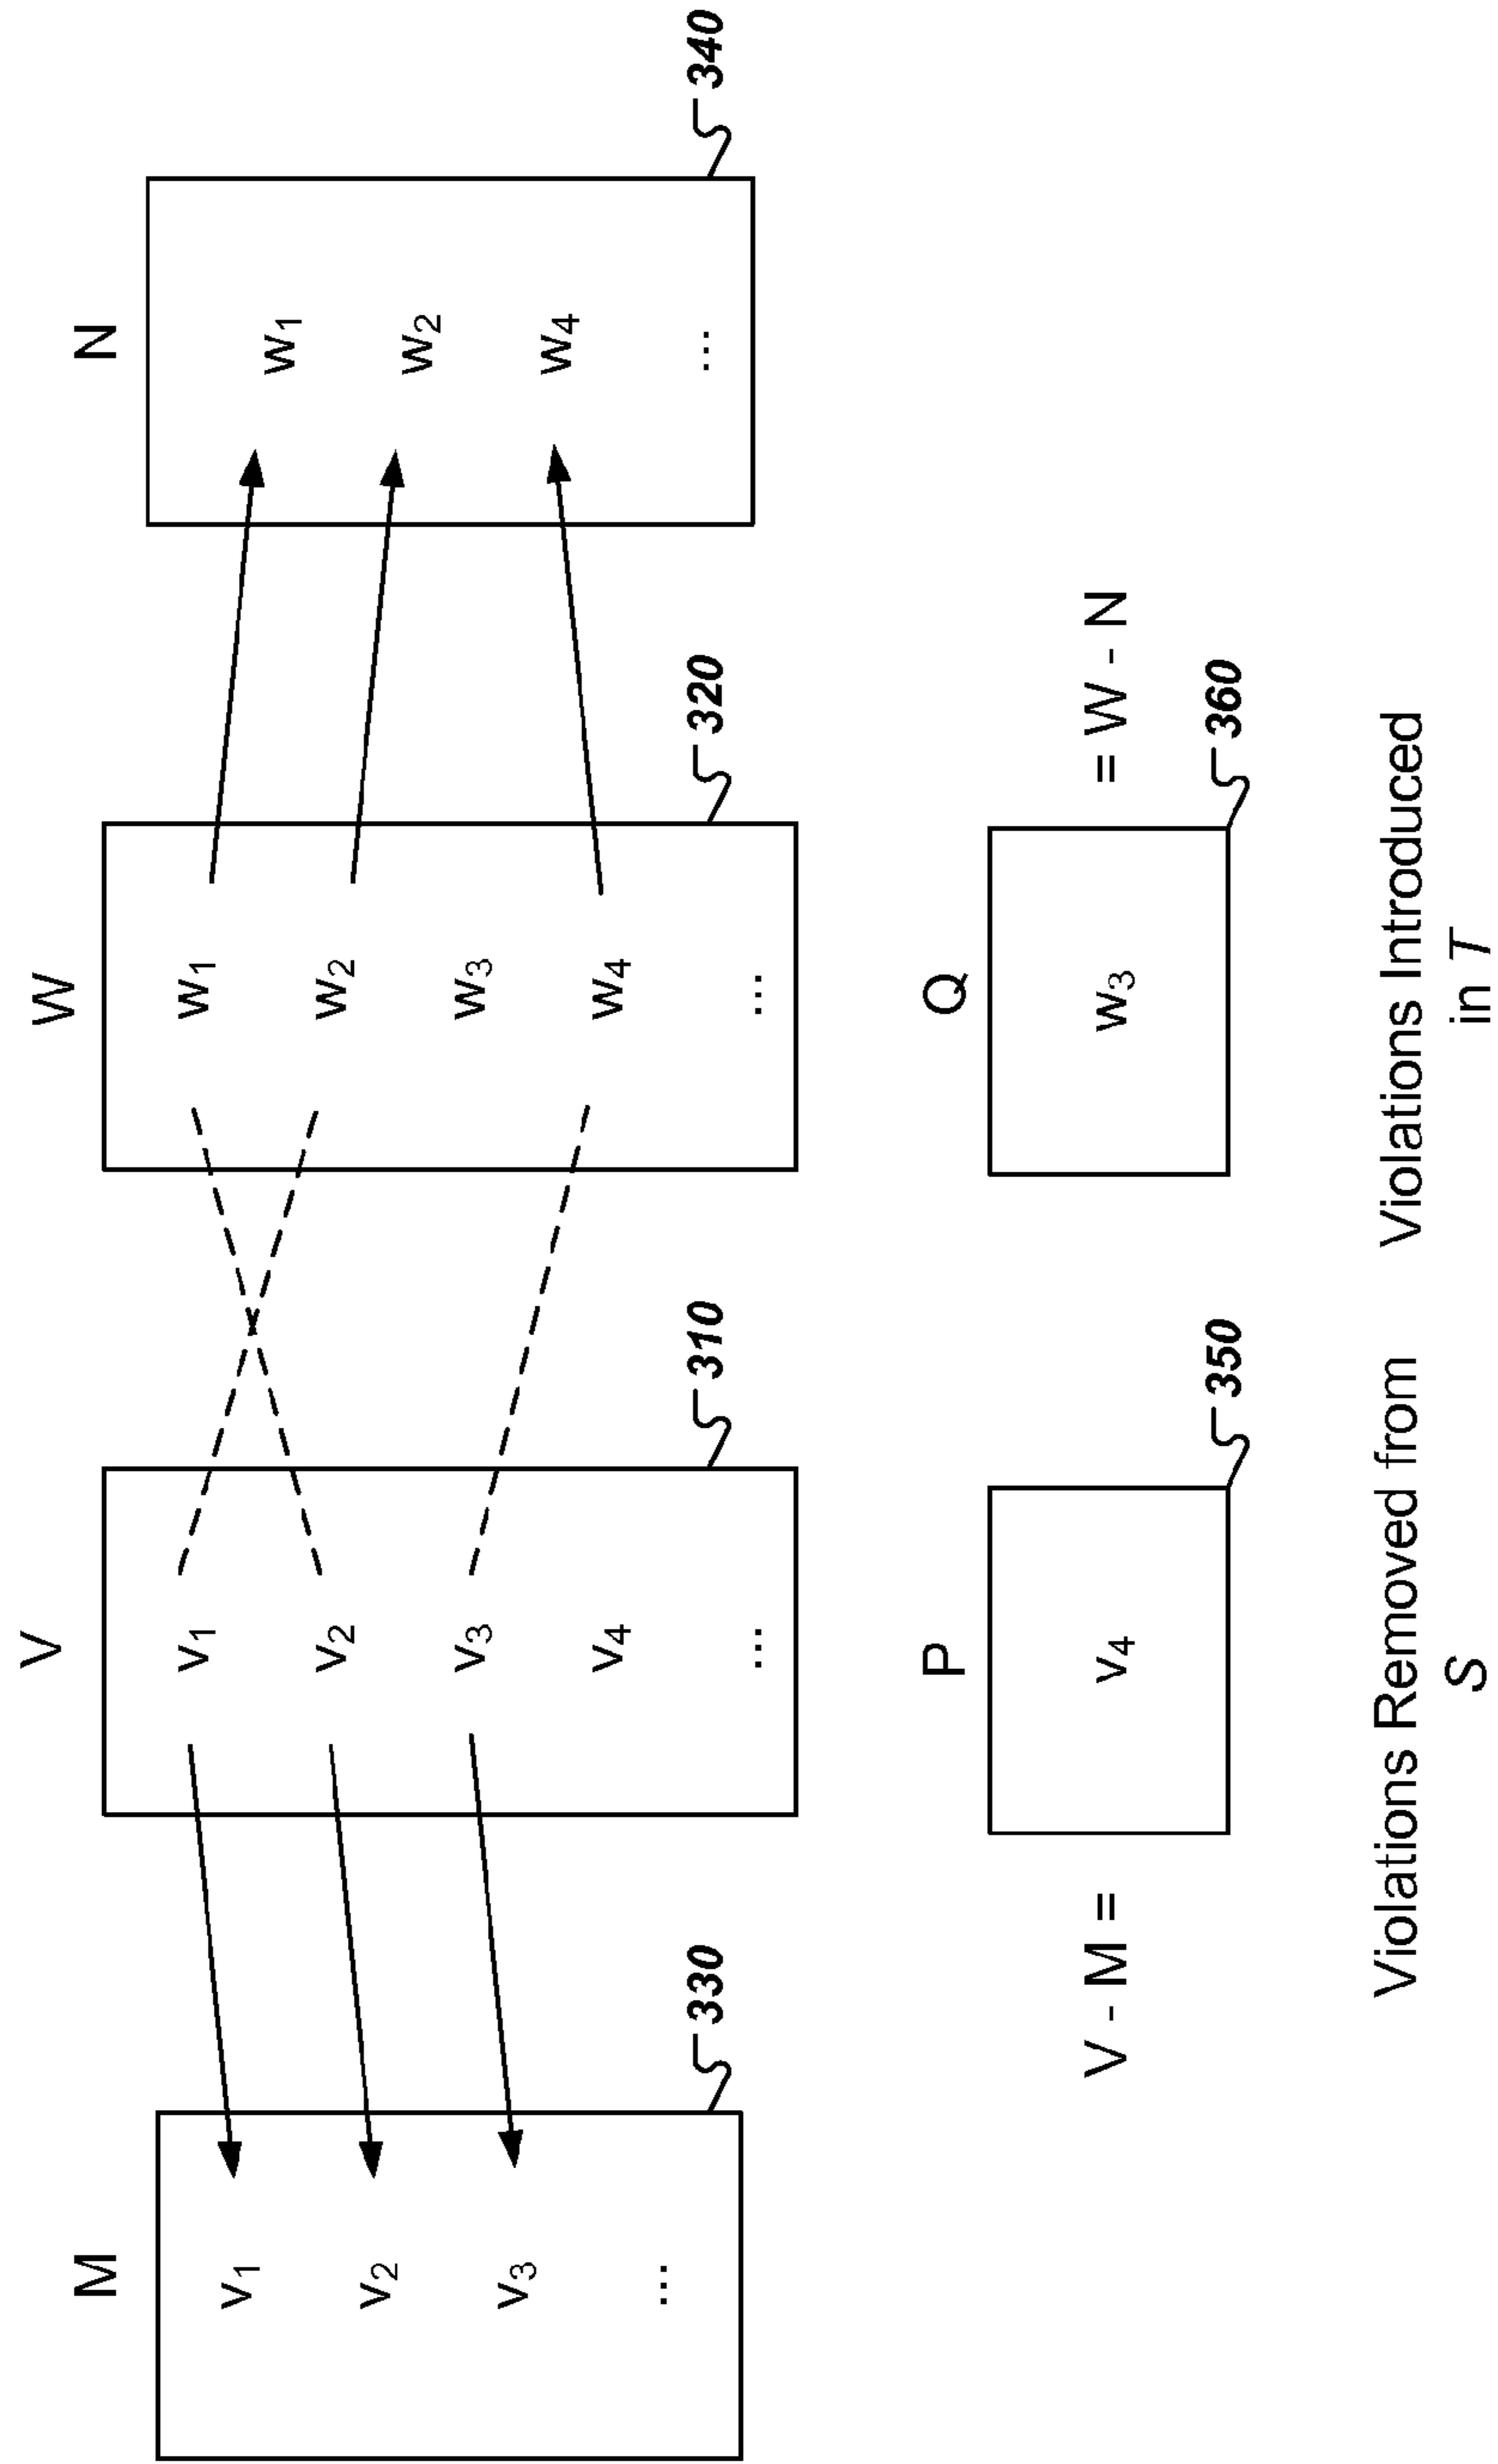 M
v1
v2
v3
...
330
V
v1
v2
v3
v4
...
310
W
w1
w2
w3
w4
...
320
N
w1
w2
w4
...
340
V - M =
P
v4
350
Q
w3
= W - N
360
Violations Removed from
S
Violations Introduced
in T